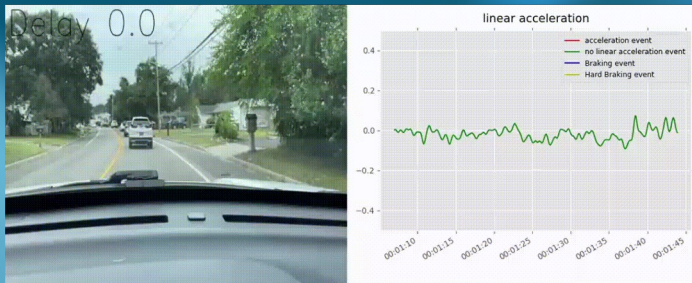 Delay 0.0
linear acceleration
acceleration event
no linear acceleration event
Braking event
Hard Braking event
0.4
0.2
0.0
−0.2
−0.4
00:01:10
00:01:15
00:01:20
00:01:25
00:01:30
00:01:35
00:01:40
00:01:45